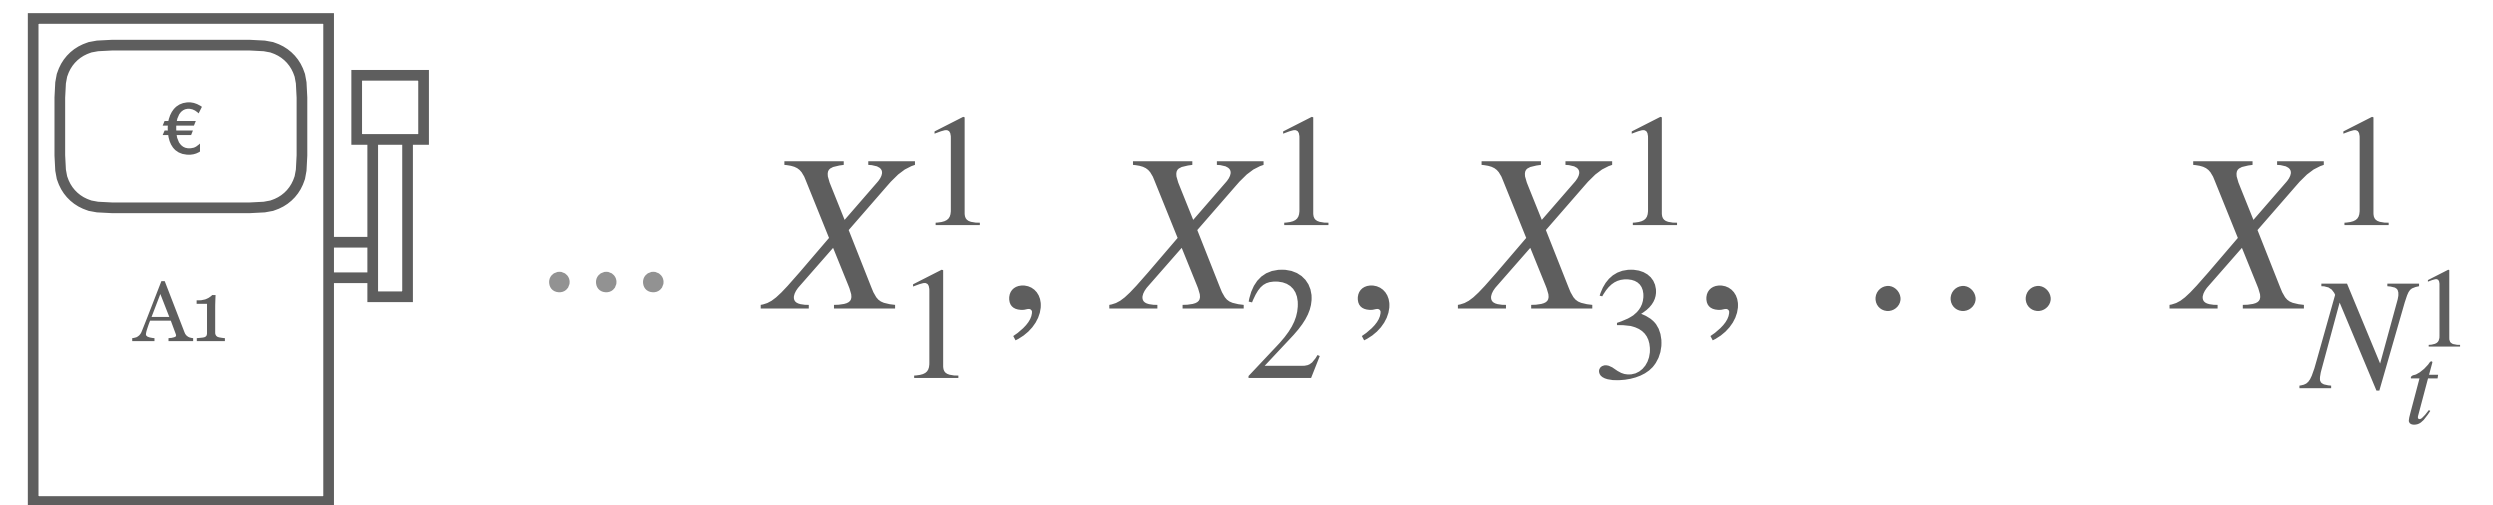 €
A1
... X_1^1, X_2^1, X_3^1, ... X_{N_t^1}^1